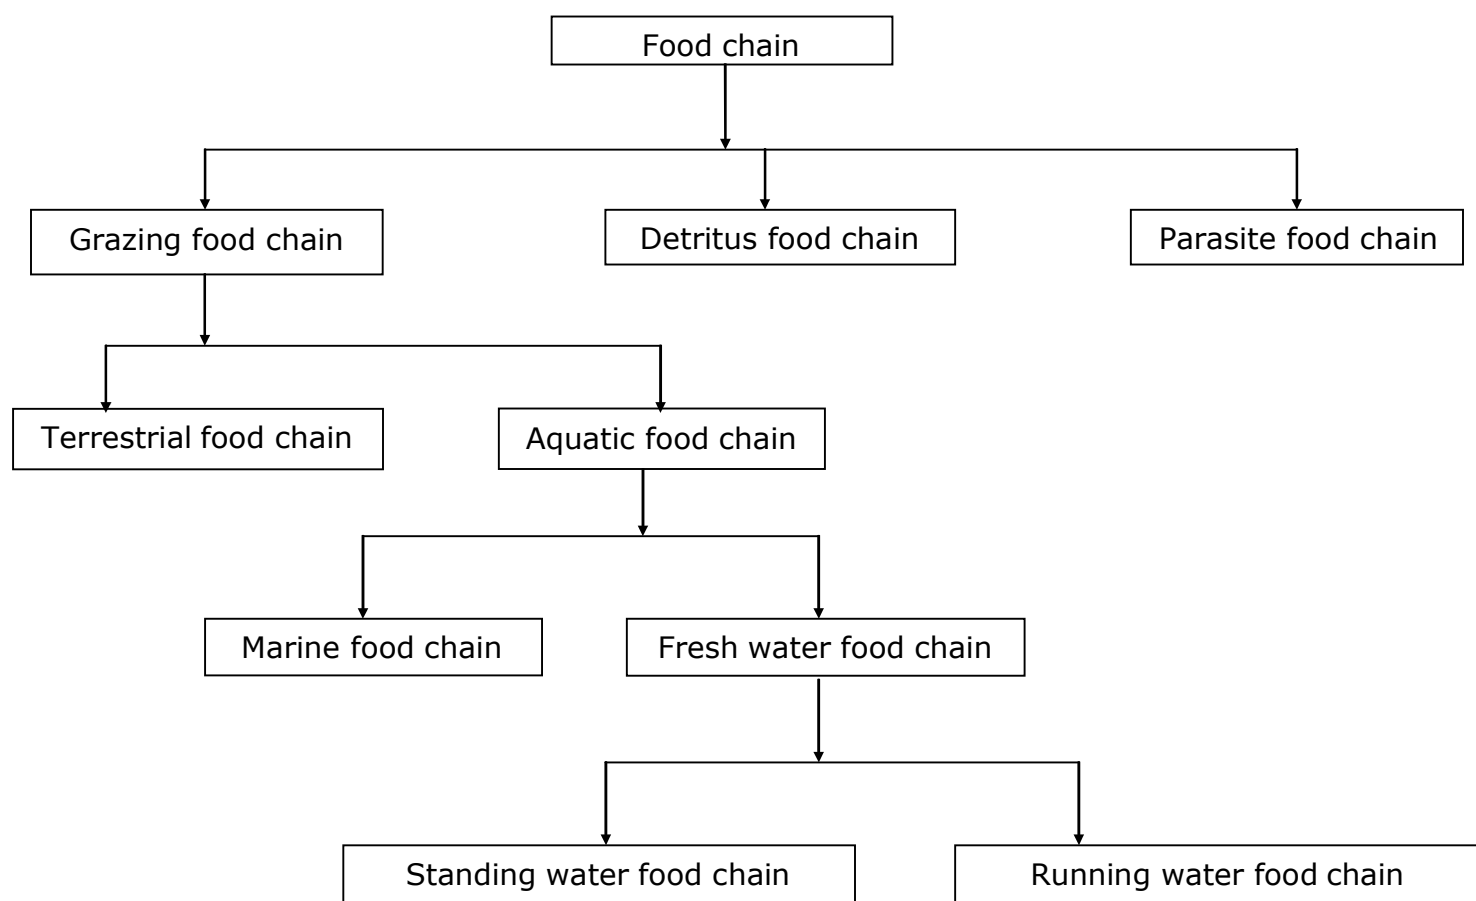 Food chain
Grazing food chain
Detritus food chain
Parasite food chain
Terrestrial food chain
Aquatic food chain
Marine food chain
Fresh water food chain
Standing water food chain
Running water food chain